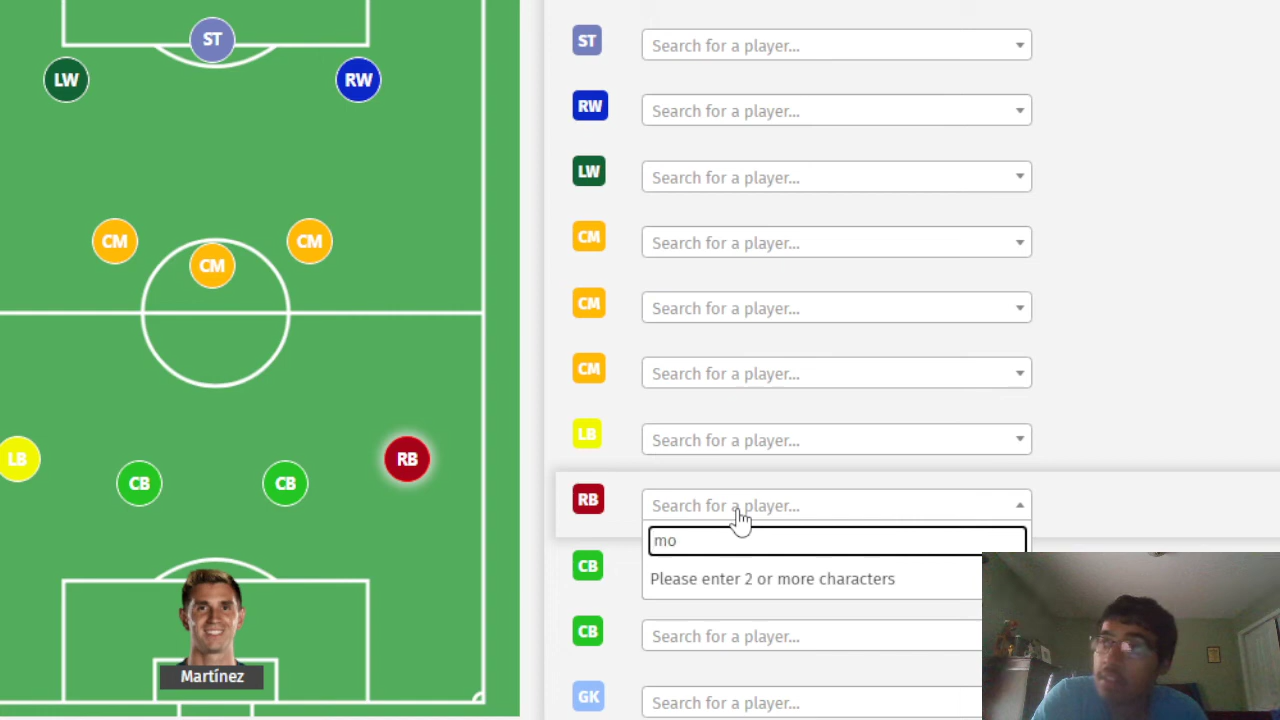 ST
LW
RW
CM
CM
CM
LB
CB
CB
RB
Martínez
ST Search for a player...
RW Search for a player...
LW Search for a player...
CM Search for a player...
CM Search for a player...
CM Search for a player...
LB Search for a player...
RB Search for a player...
mo
CB
Please enter 2 or more characters
CB Search for a player...
GK Search for a player...